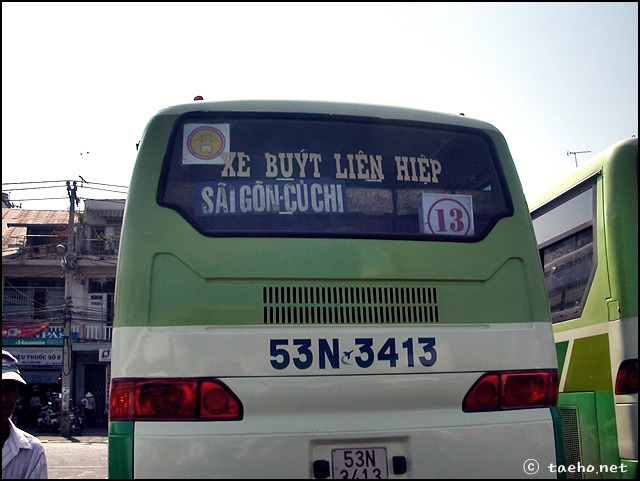 XE BUÝT LIÊN HIỆP
SÀI GÒN-CỦ CHI
13
53N-3413
53N
3413
© taeho.net